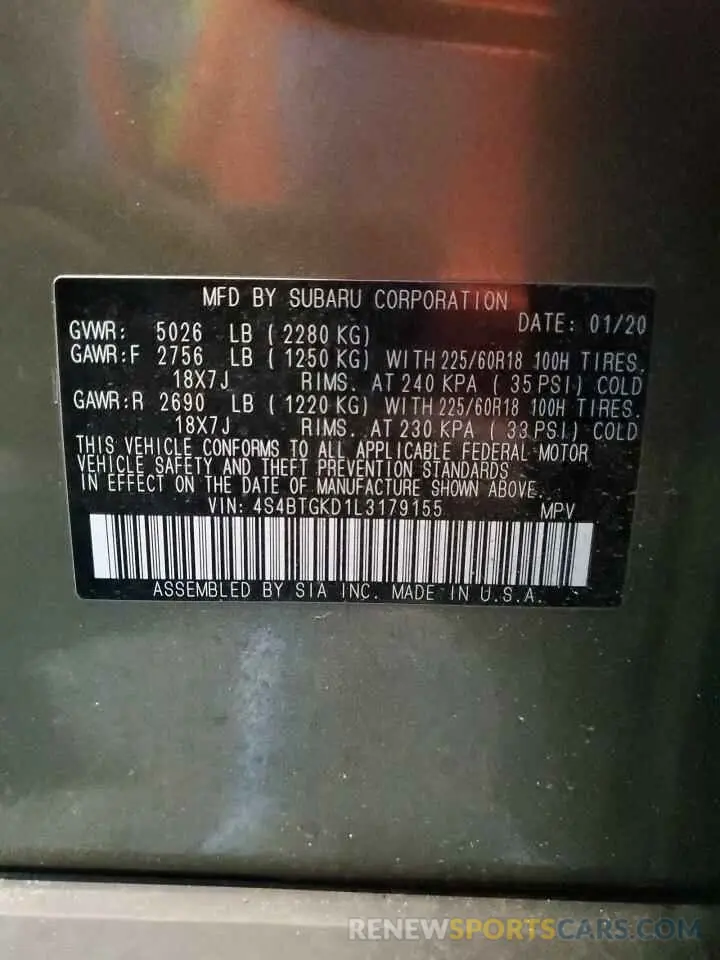 MFD BY SUBARU CORPORATION
DATE: 01/20
GVWR: 5026 LB (2280 KG)
GAWR:F 2756 LB (1250 KG) WITH 225/60R18 100H TIRES.
18X7J RIMS. AT 240 KPA (35 PSI) COLD
GAWR:R 2690 LB (1220 KG) WITH 225/60R18 100H TIRES.
18X7J RIMS. AT 230 KPA (33 PSI) COLD
THIS VEHICLE CONFORMS TO ALL APPLICABLE FEDERAL MOTOR
VEHICLE SAFETY AND THEFT PREVENTION STANDARDS
IN EFFECT ON THE DATE OF MANUFACTURE SHOWN ABOVE.
VIN: 4S4BTGKD1L3179155 MPV
ASSEMBLED BY SIA INC. MADE IN U.S.A.
RENEWSPORTSCARS.COM